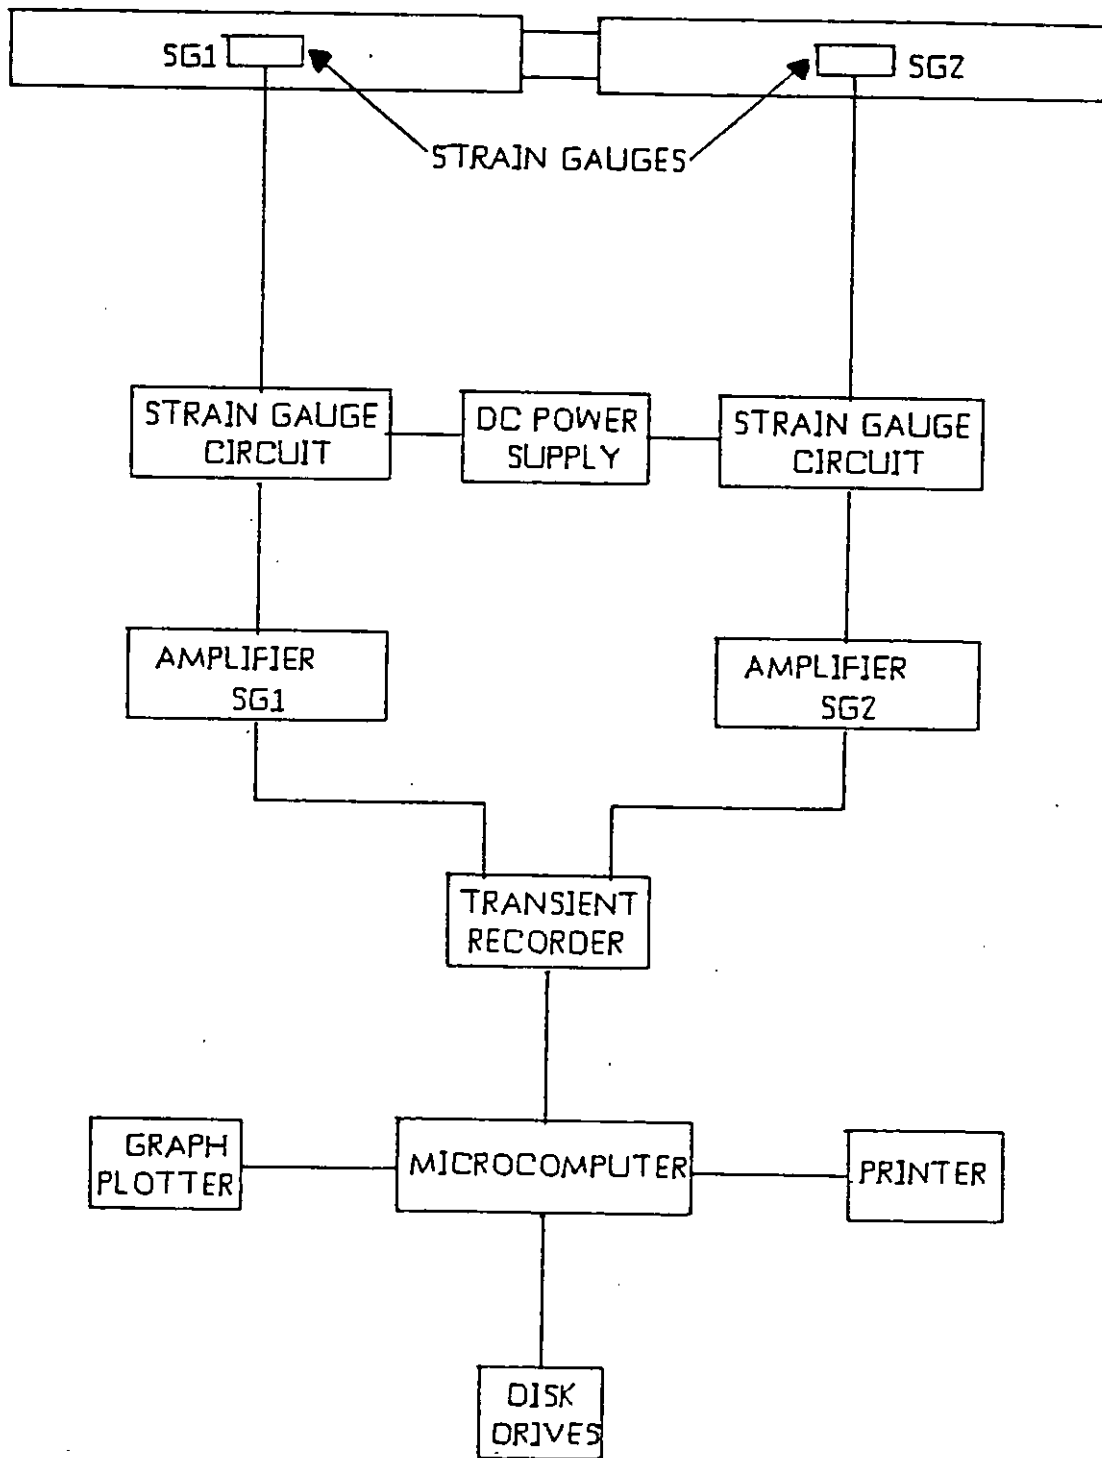 SG1
SG2
STRAIN GAUGES
STRAIN GAUGE
CIRCUIT
DC POWER
SUPPLY
STRAIN GAUGE
CIRCUIT
AMPLIFIER
SG1
AMPLIFIER
SG2
TRANSIENT
RECORDER
GRAPH
PLOTTER
MICROCOMPUTER
PRINTER
DISK
DRIVES